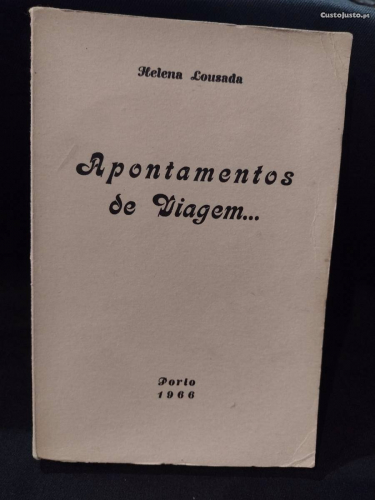 CustoJusto.pt
Helena Lousada
Apontamentos
de Viagem...
Porto
1966